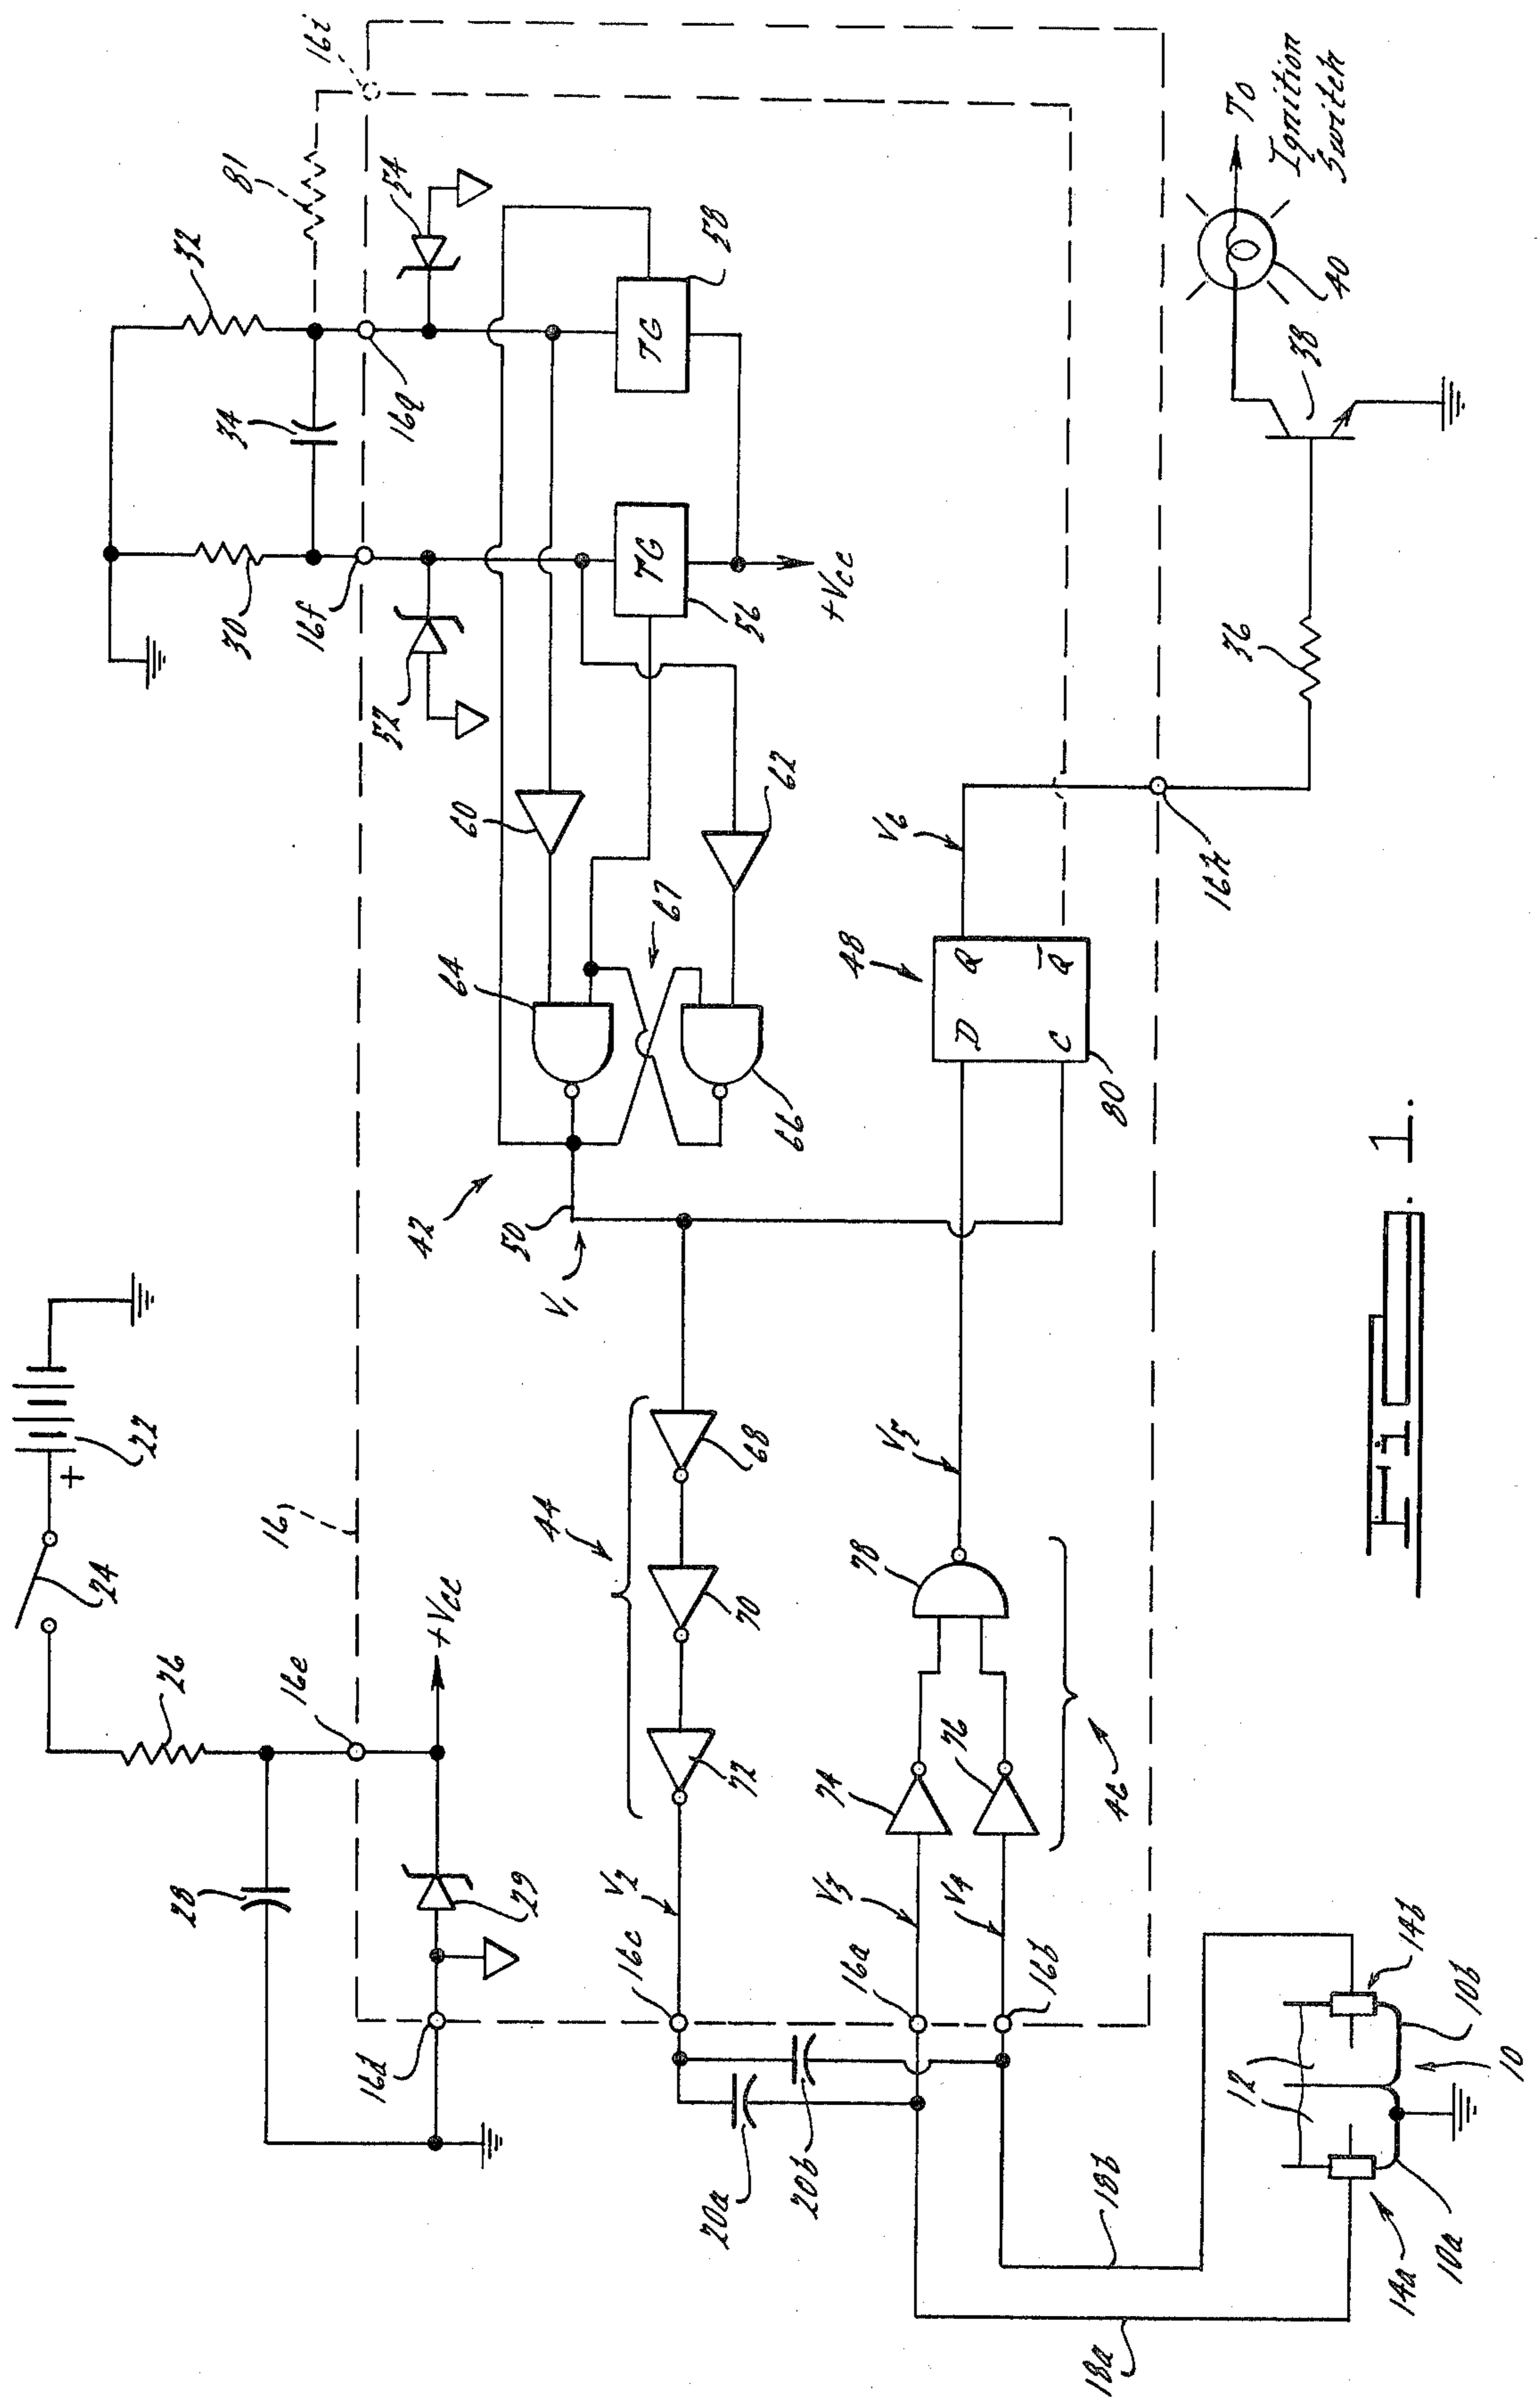 22
+
24
26
28
16e
+Vcc
29
16d
16
32
34
30
81
16i
16f
16g
52
54
TG
56
TG
58
+Vcc
60
62
64
66
67
42
50
V1
44
68
70
72
V2
16c
16a
16b
V3
V4
74
76
78
46
V5
48
D
Q
C
Q̅
80
V6
16h
36
38
40
To
Ignition
Switch
20a
20b
18a
18b
14a
14b
12
10a
10b
10
Fig. 1.